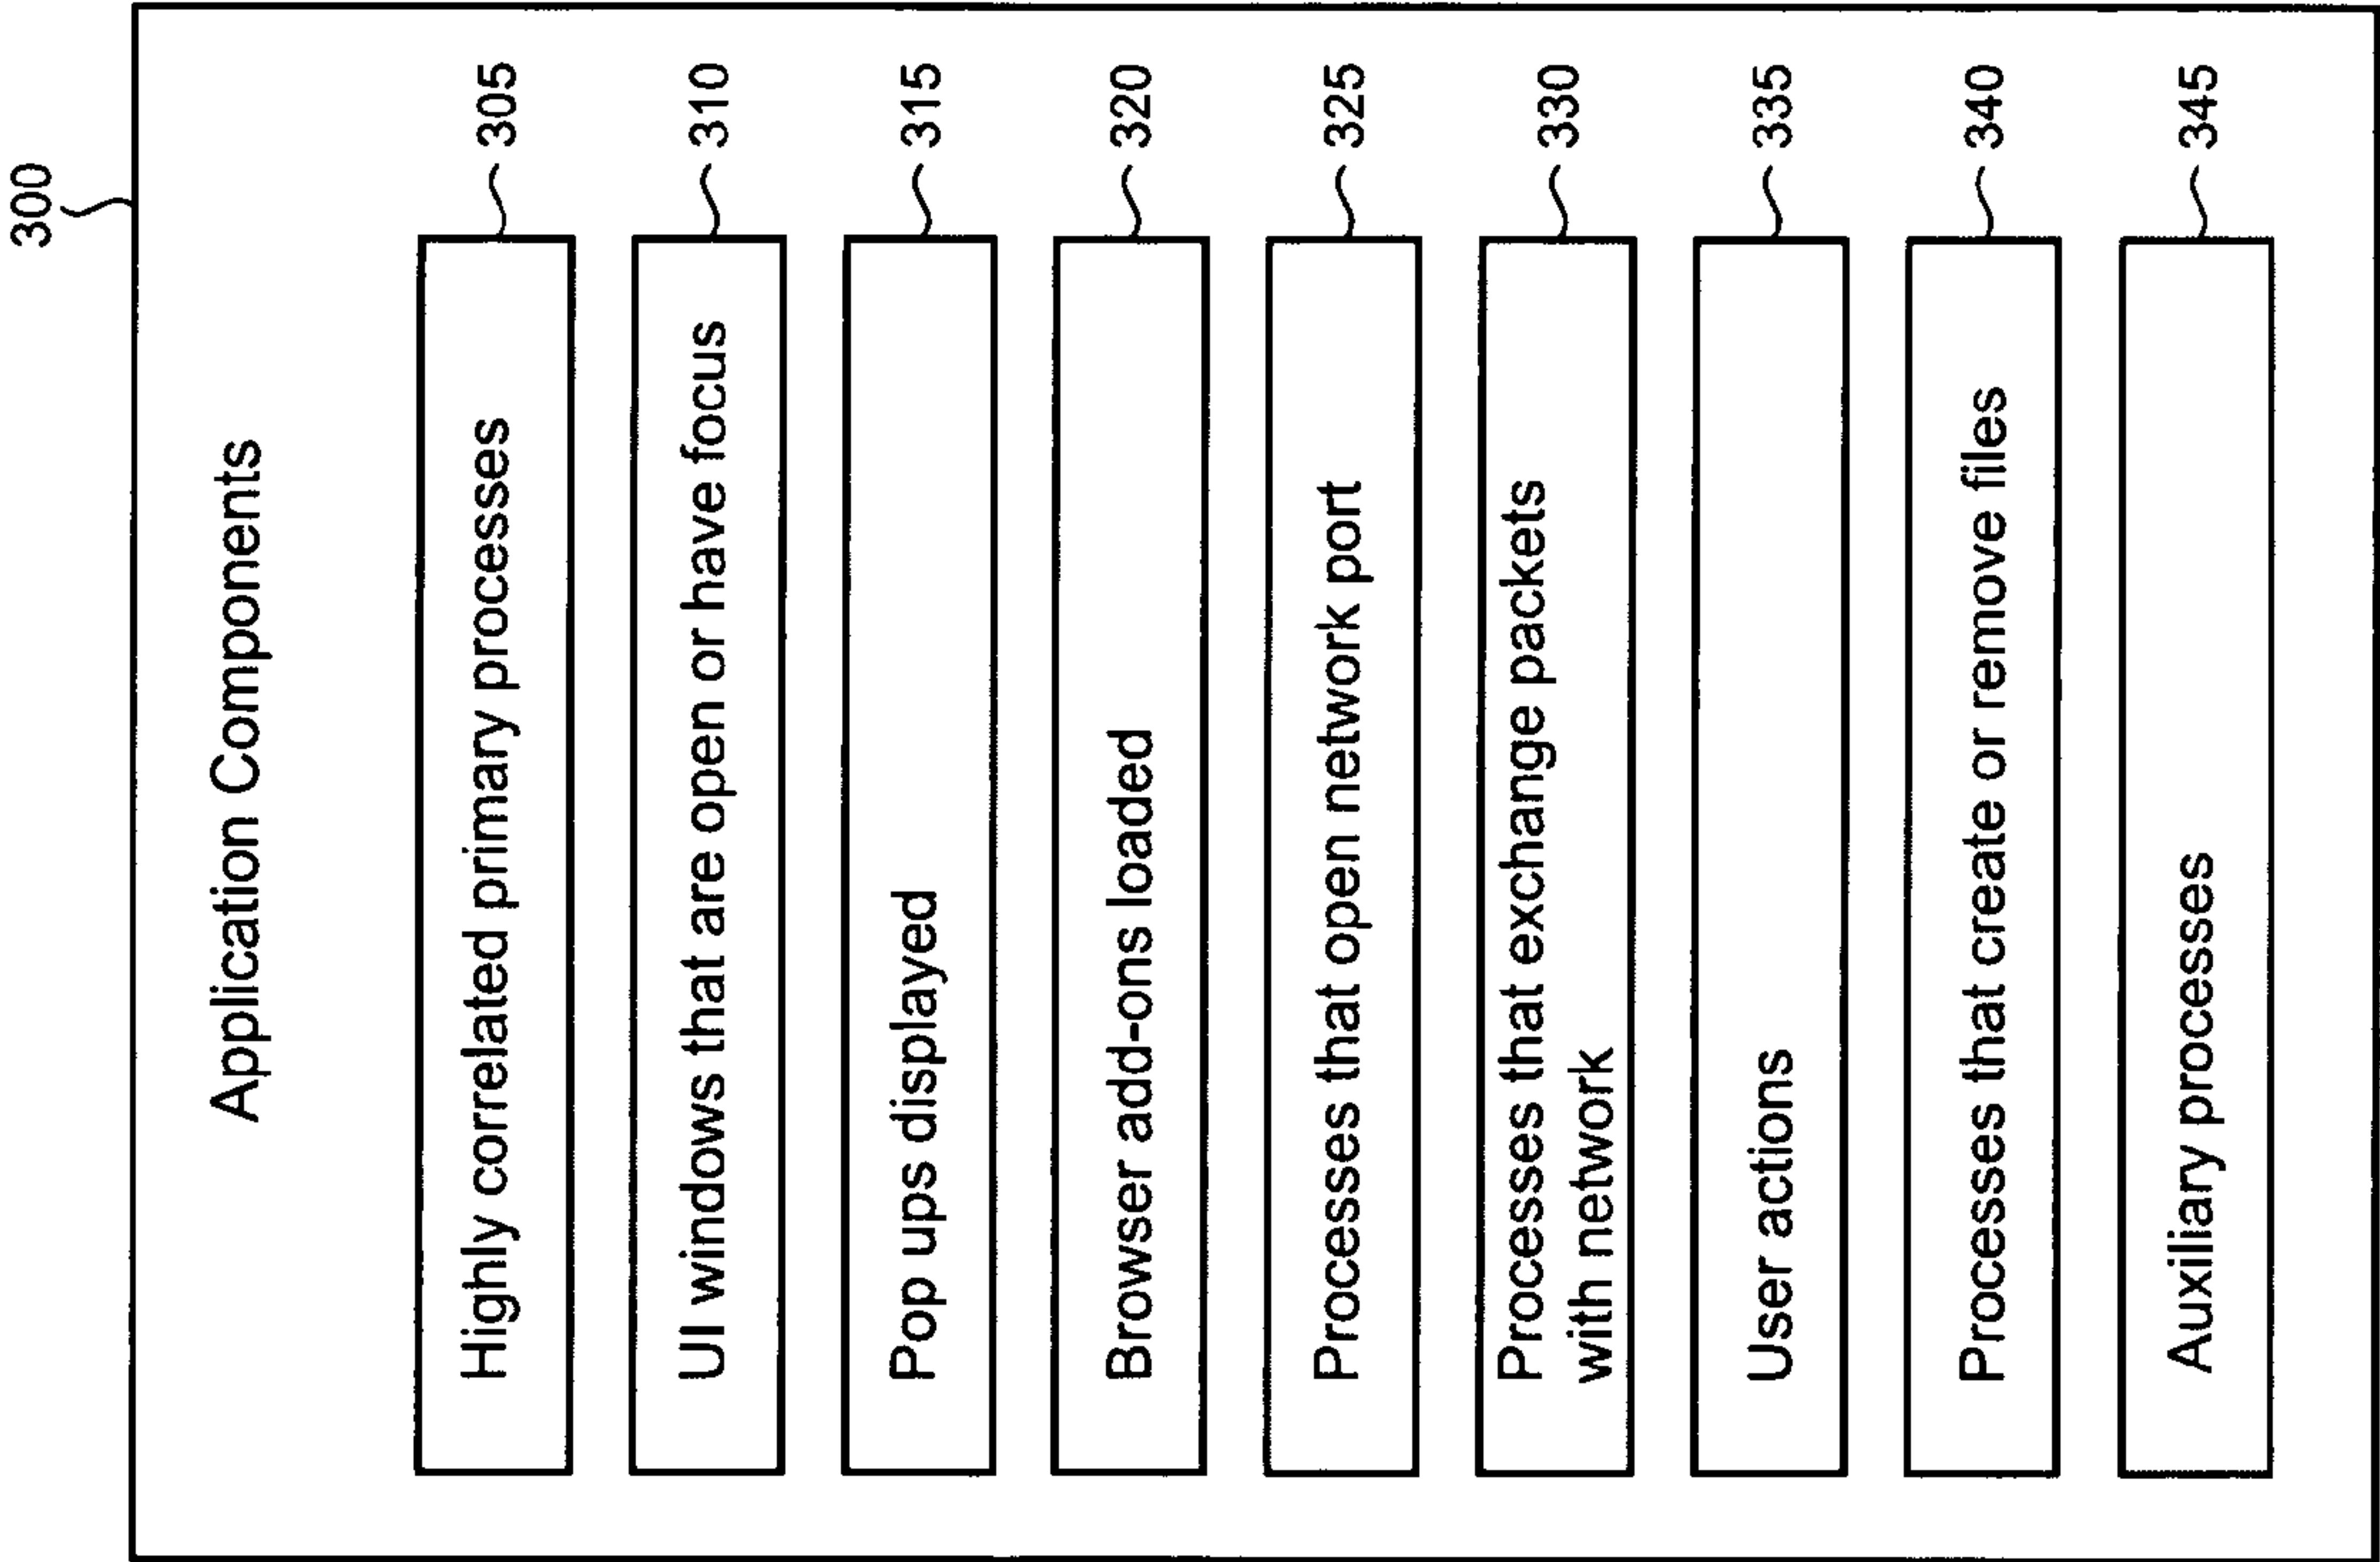 300
Application Components
Highly correlated primary processes 305
UI windows that are open or have focus 310
Pop ups displayed 315
Browser add-ons loaded 320
Processes that open network port 325
Processes that exchange packets
with network 330
User actions 335
Processes that create or remove files 340
Auxiliary processes 345